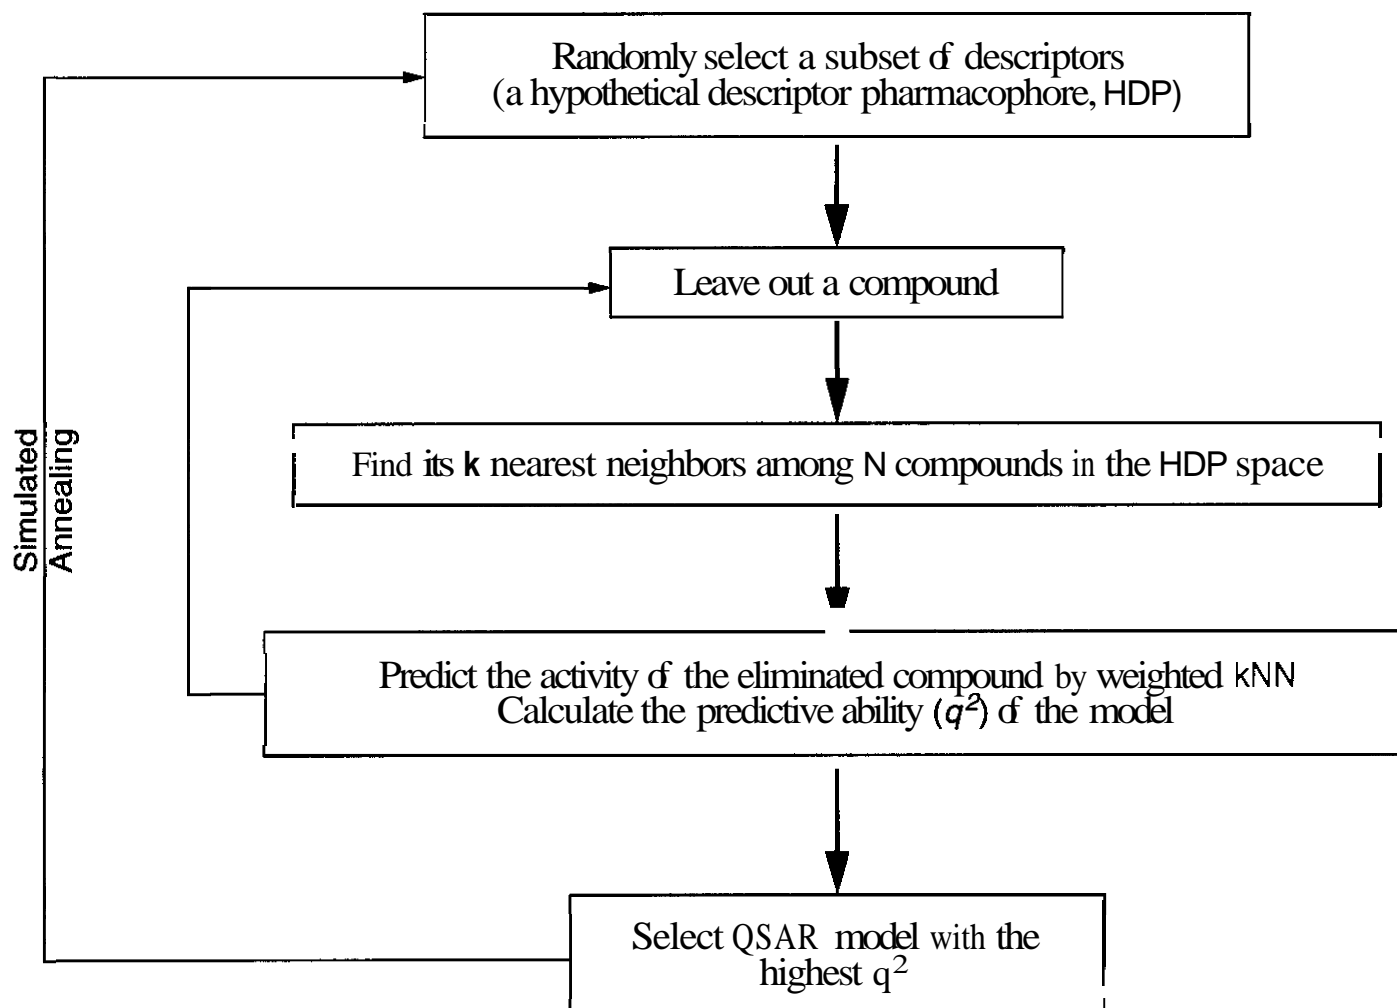 Randomly select a subset of descriptors
(a hypothetical descriptor pharmacophore, HDP)
Leave out a compound
Find its k nearest neighbors among N compounds in the HDP space
Simulated
Annealing
Predict the activity of the eliminated compound by weighted kNN
Calculate the predictive ability (q²) of the model
Select QSAR model with the
highest q²